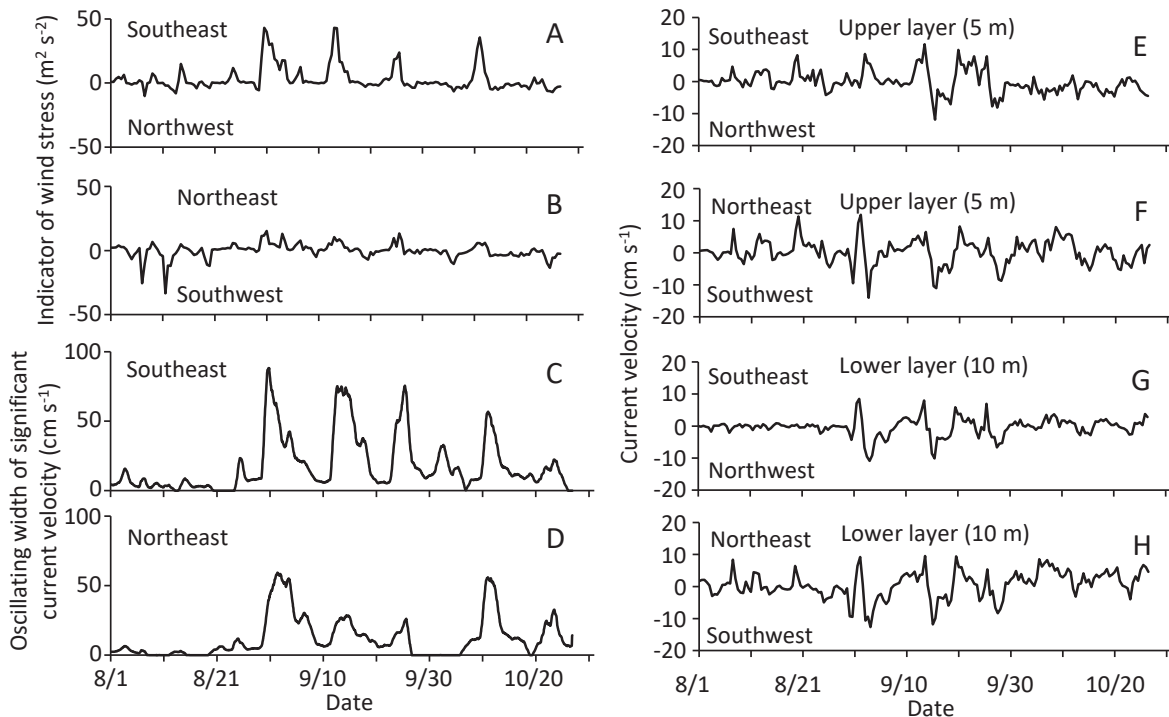 Indicator of wind stress (m² s⁻²)
50
0
-50
Southeast
Northwest
A
50
0
-50
Northeast
Southwest
B
Oscillating width of significant
current velocity (cm s⁻¹)
100
50
0
Southeast
C
100
50
0
Northeast
D
8/1
8/21
9/10
9/30
10/20
Date
Current velocity (cm s⁻¹)
20
10
0
-10
-20
Southeast
Upper layer (5 m)
E
Northwest
20
10
0
-10
-20
Northeast
Upper layer (5 m)
F
Southwest
20
10
0
-10
-20
Southeast
Lower layer (10 m)
G
Northwest
20
10
0
-10
-20
Northeast
Lower layer (10 m)
H
Southwest
8/1
8/21
9/10
9/30
10/20
Date